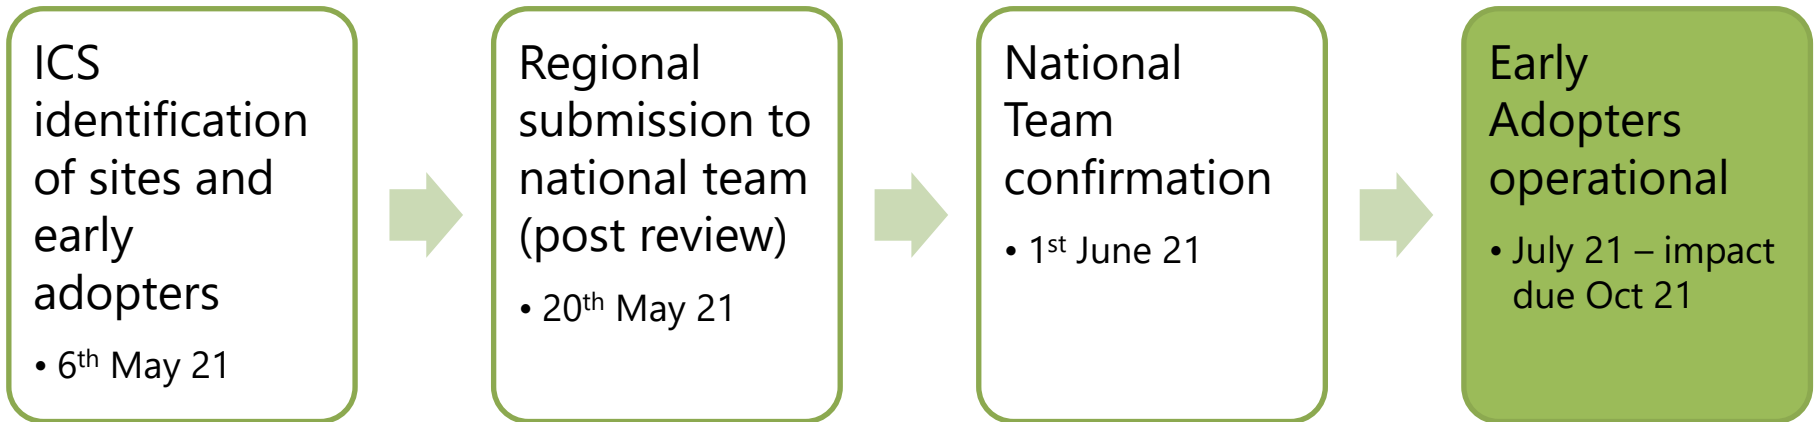 ICS
identification
of sites and
early
adopters
• 6th May 21
Regional
submission to
national team
(post review)
• 20th May 21
National
Team
confirmation
• 1st June 21
Early
Adopters
operational
• July 21 – impact
due Oct 21